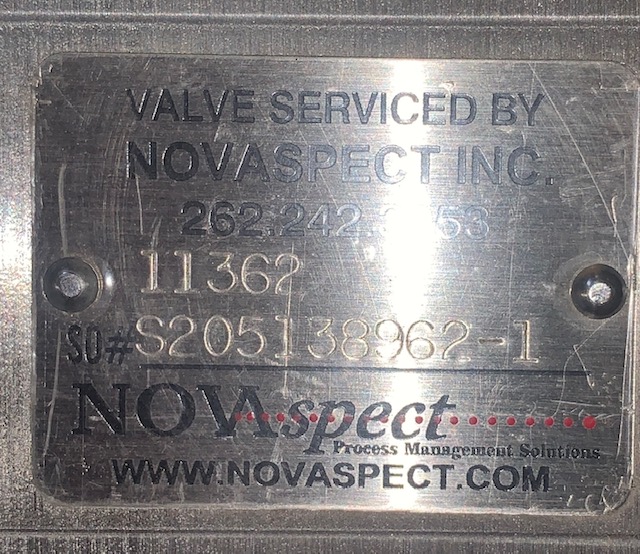 VALVE SERVICED BY
NOVASPECT INC.
11362
SO#S205138962-1
NOVAspect
Process Management Solutions
WWW.NOVASPECT.COM